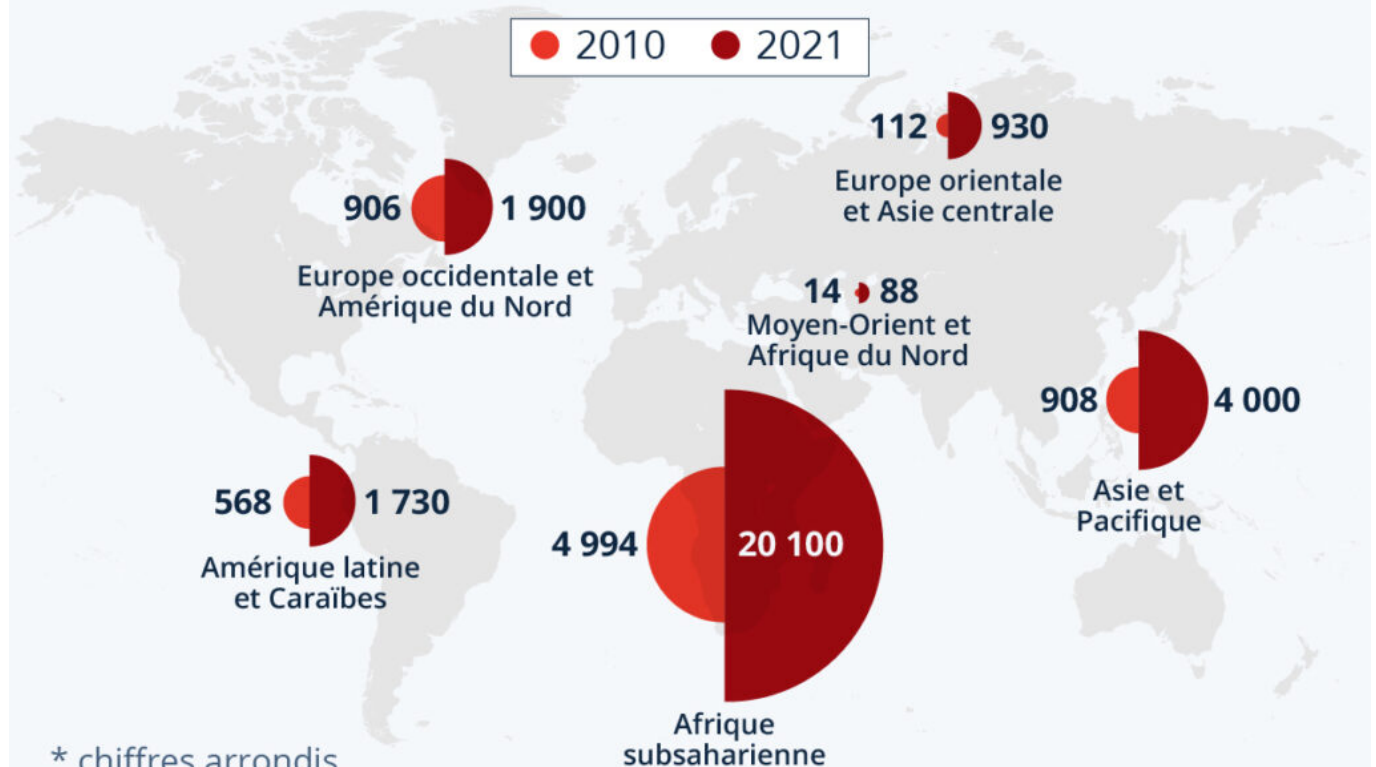 2010 2021
112 930
Europe orientale
et Asie centrale
906 1 900
Europe occidentale et
Amérique du Nord
14 88
Moyen-Orient et
Afrique du Nord
908 4 000
Asie et
Pacifique
568 1 730
Amérique latine
et Caraïbes
4 994 20 100
Afrique
subsaharienne
* chiffres arrondis